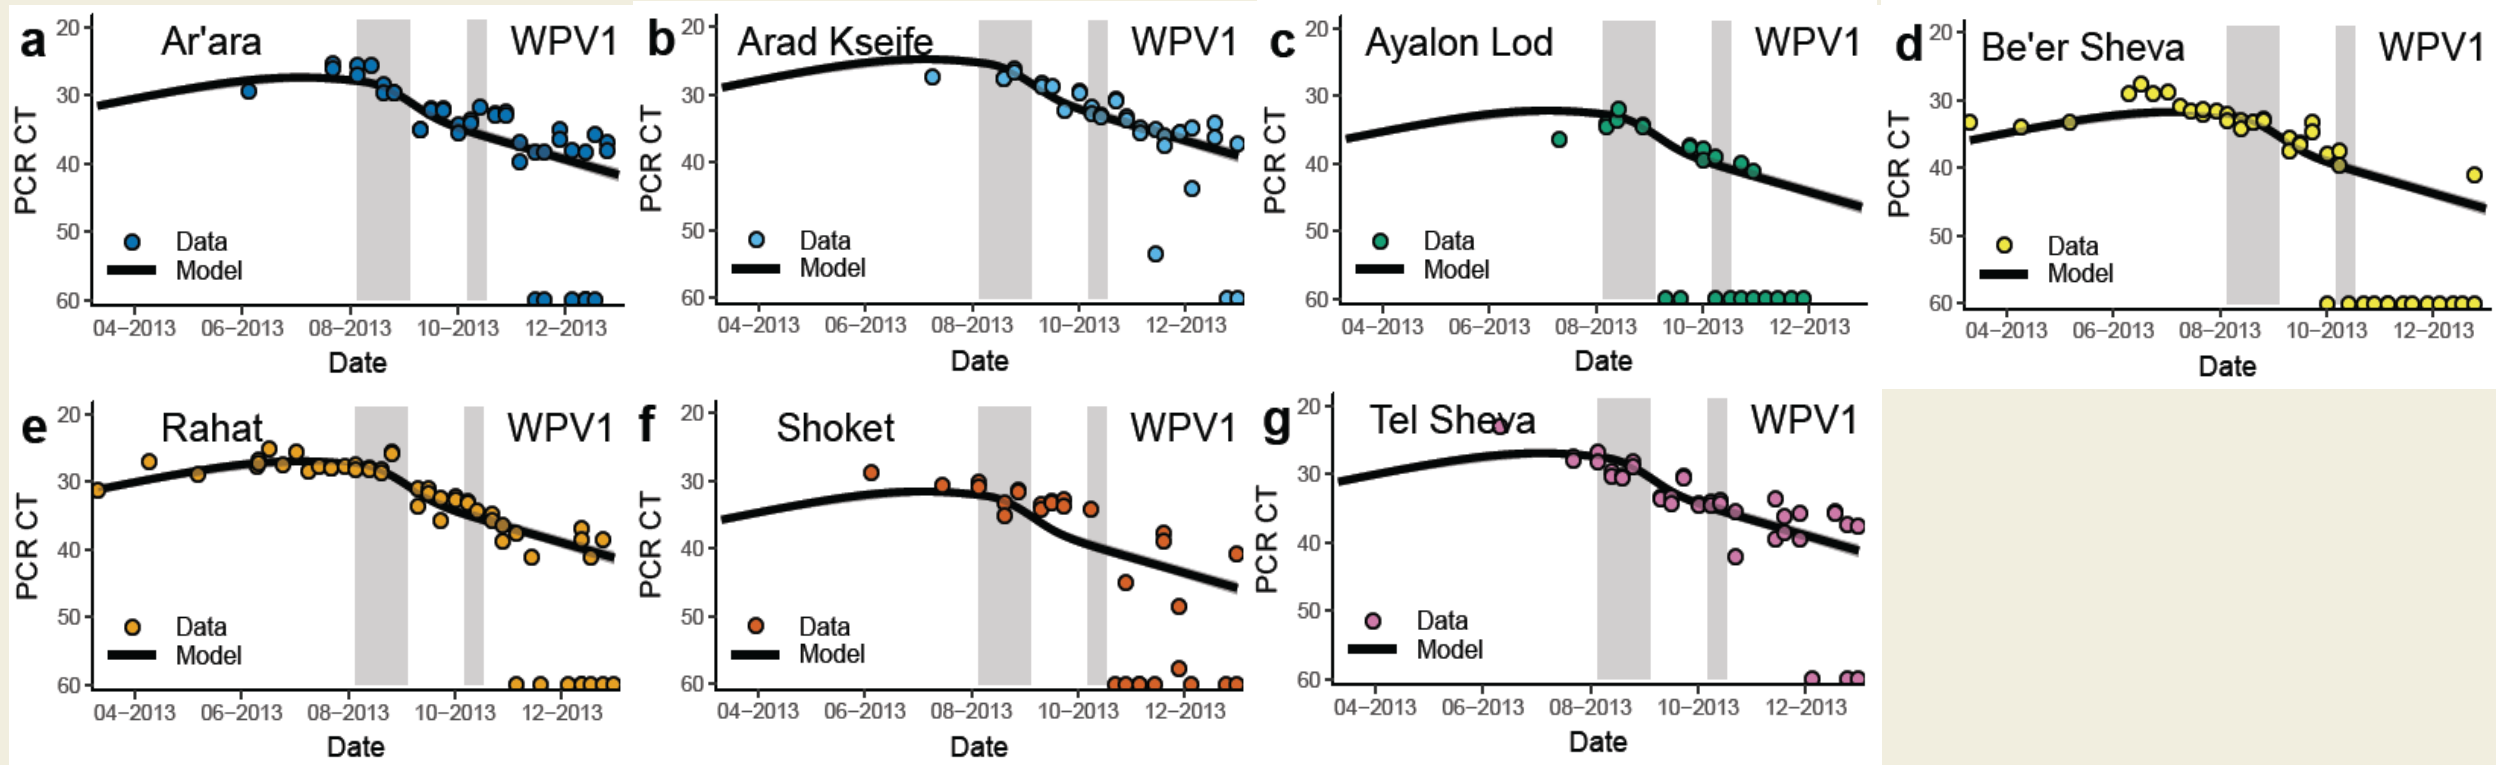 a Ar'ara WPV1
20
30
40
50
60
PCR CT
Data
Model
04–2013 06–2013 08–2013 10–2013 12–2013
Date
b Arad Kseife WPV1
20
30
40
50
60
PCR CT
Data
Model
04–2013 06–2013 08–2013 10–2013 12–2013
Date
c Ayalon Lod WPV1
20
30
40
50
60
PCR CT
Data
Model
04–2013 06–2013 08–2013 10–2013 12–2013
Date
d Be'er Sheva WPV1
20
30
40
50
60
PCR CT
Data
Model
04–2013 06–2013 08–2013 10–2013 12–2013
Date
e Rahat WPV1
20
30
40
50
60
PCR CT
Data
Model
04–2013 06–2013 08–2013 10–2013 12–2013
Date
f Shoket WPV1
20
30
40
50
60
PCR CT
Data
Model
04–2013 06–2013 08–2013 10–2013 12–2013
Date
g Tel Sheva WPV1
20
30
40
50
60
PCR CT
Data
Model
04–2013 06–2013 08–2013 10–2013 12–2013
Date